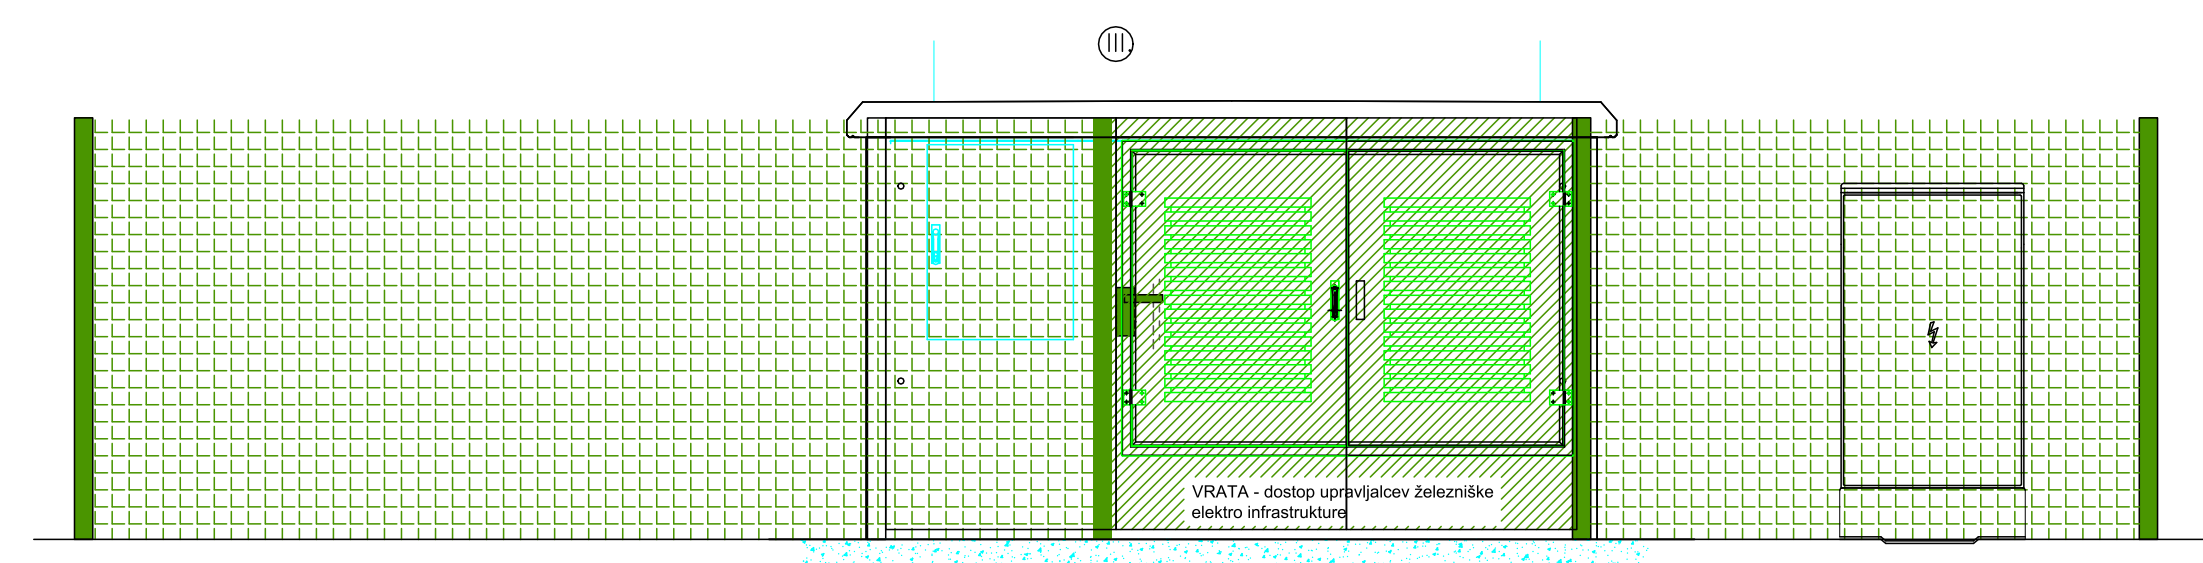 III.
VRATA - dostop upravljalcev železniške
elektro infrastrukture